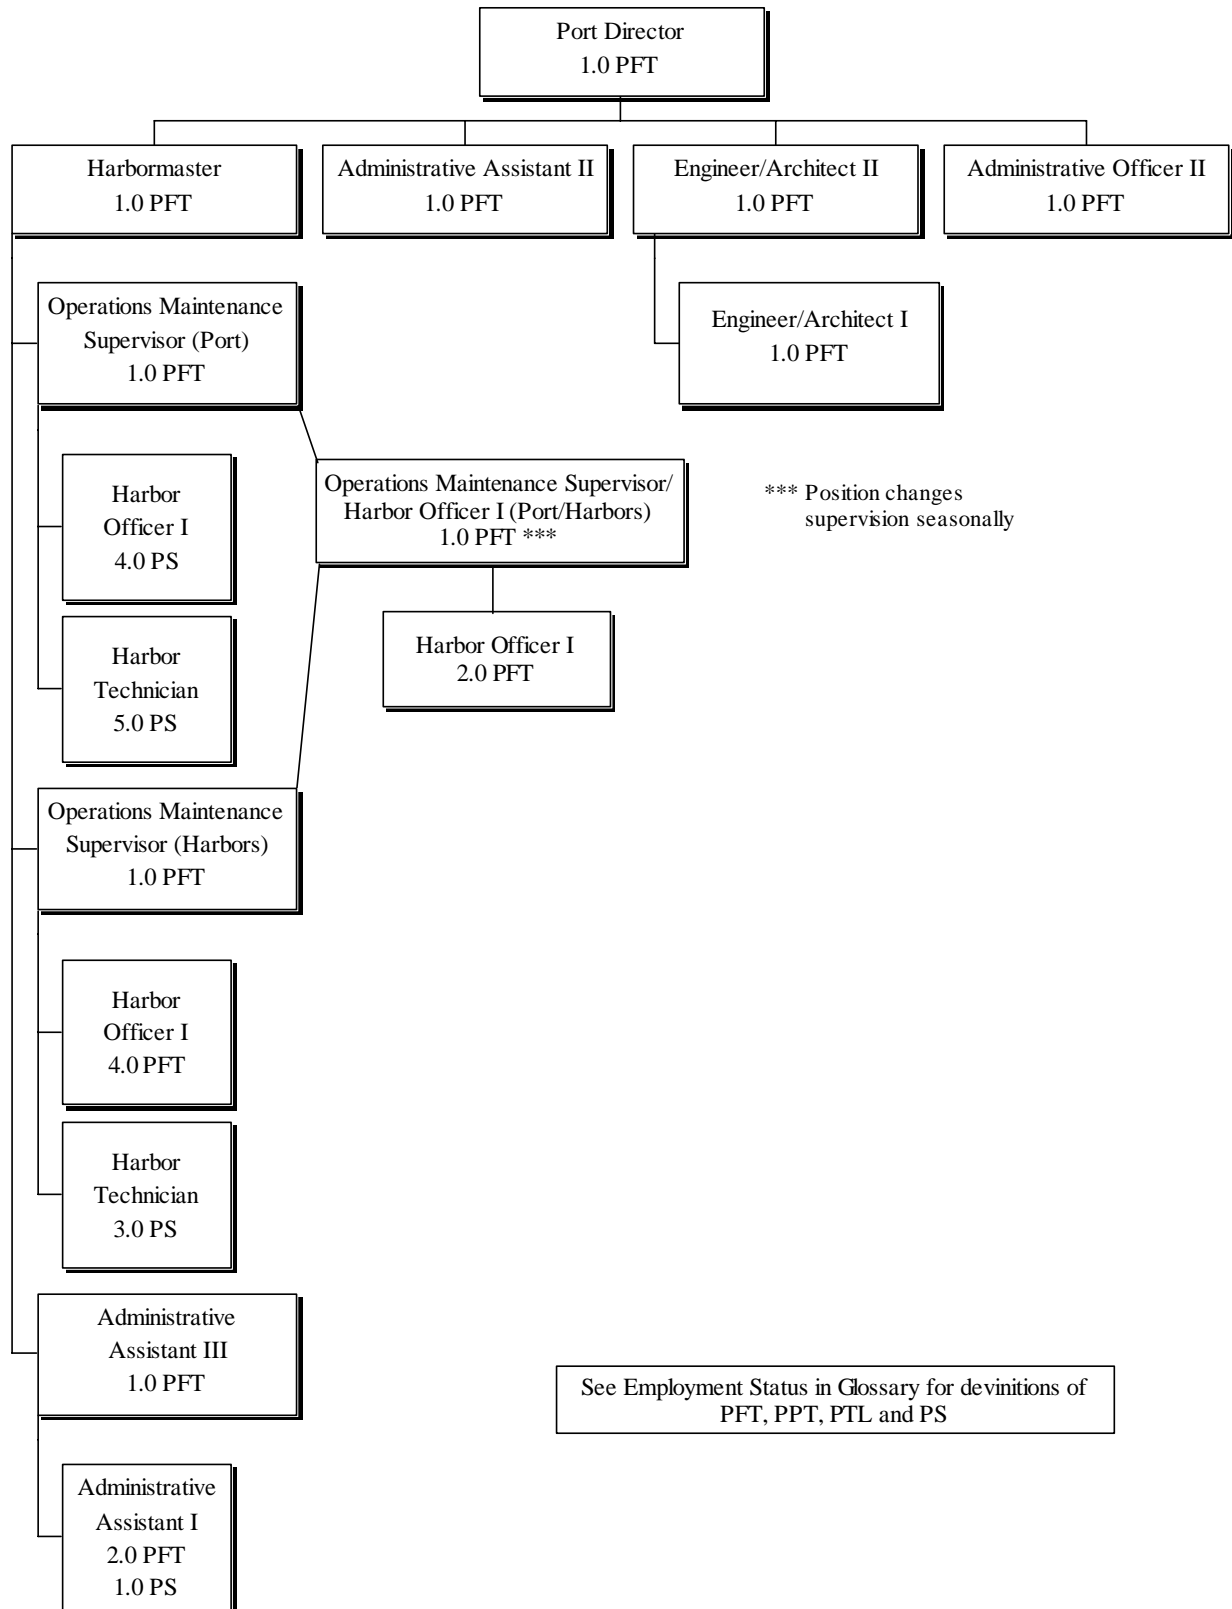 Port Director
1.0 PFT
Harbormaster
1.0 PFT
Administrative Assistant II
1.0 PFT
Engineer/Architect II
1.0 PFT
Administrative Officer II
1.0 PFT
Operations Maintenance
Supervisor (Port)
1.0 PFT
Engineer/Architect I
1.0 PFT
Harbor
Officer I
4.0 PS
Operations Maintenance Supervisor/
Harbor Officer I (Port/Harbors)
1.0 PFT ***
*** Position changes
supervision seasonally
Harbor
Technician
5.0 PS
Harbor Officer I
2.0 PFT
Operations Maintenance
Supervisor (Harbors)
1.0 PFT
Harbor
Officer I
4.0 PFT
Harbor
Technician
3.0 PS
Administrative
Assistant III
1.0 PFT
See Employment Status in Glossary for devinitions of
PFT, PPT, PTL and PS
Administrative
Assistant I
2.0 PFT
1.0 PS